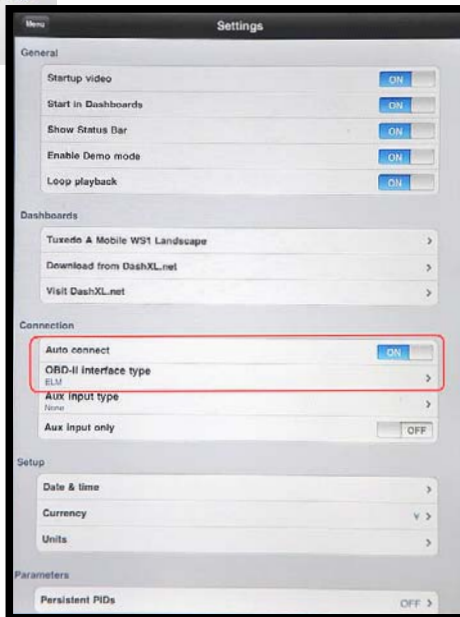 Menu
Settings
General
Startup video ON
Start in Dashboards ON
Show Status Bar ON
Enable Demo mode ON
Loop playback ON
Dashboards
Tuxedo A Mobile WS1 Landscape
Download from DashXL.net
Visit DashXL.net
Connection
Auto connect ON
OBD-II interface type
ELM
Aux input type
None
Aux input only OFF
Setup
Date & time
Currency
Units
Parameters
Persistent PIDs OFF